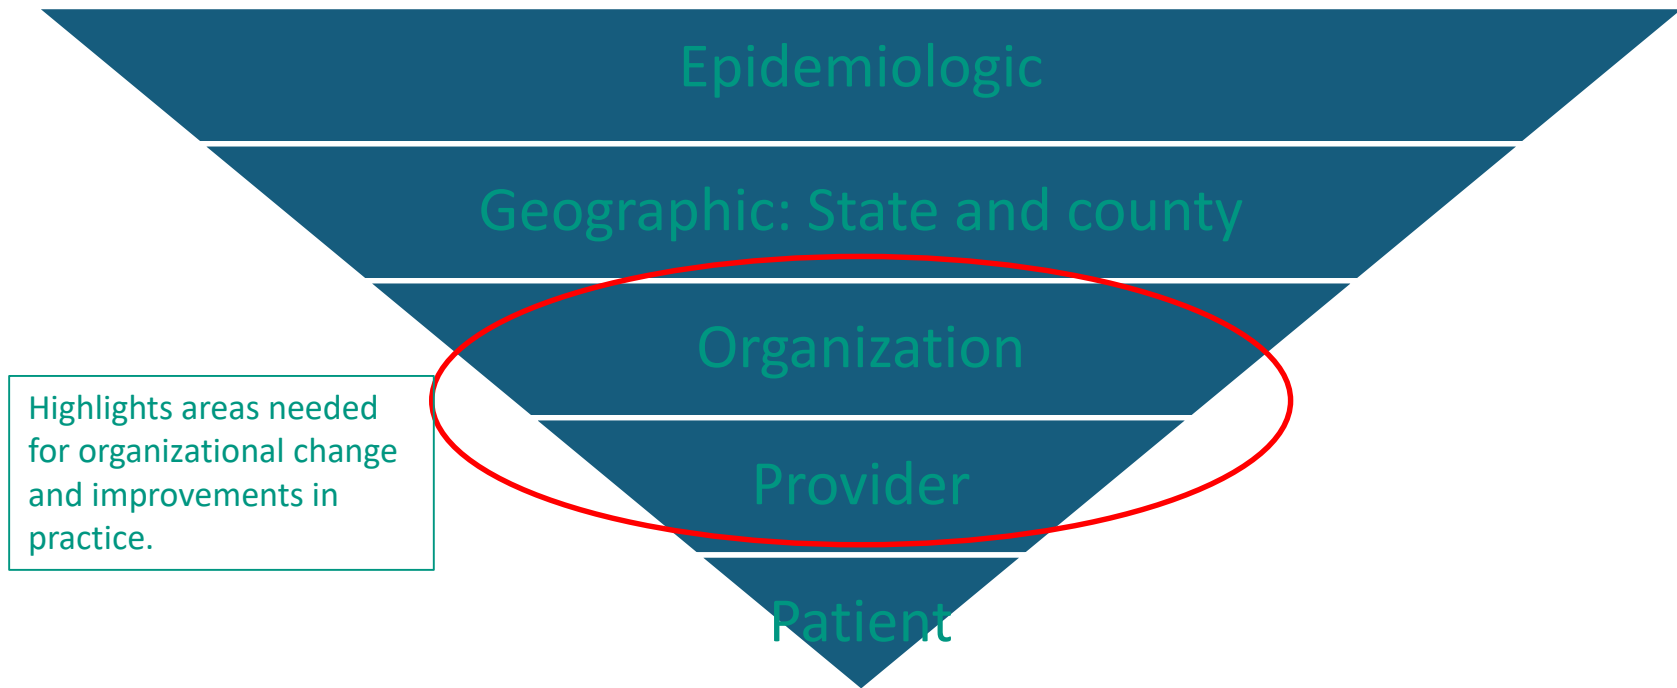 Epidemiologic
Geographic: State and county
Organization
Highlights areas needed
for organizational change
and improvements in
practice.
Provider
Patient